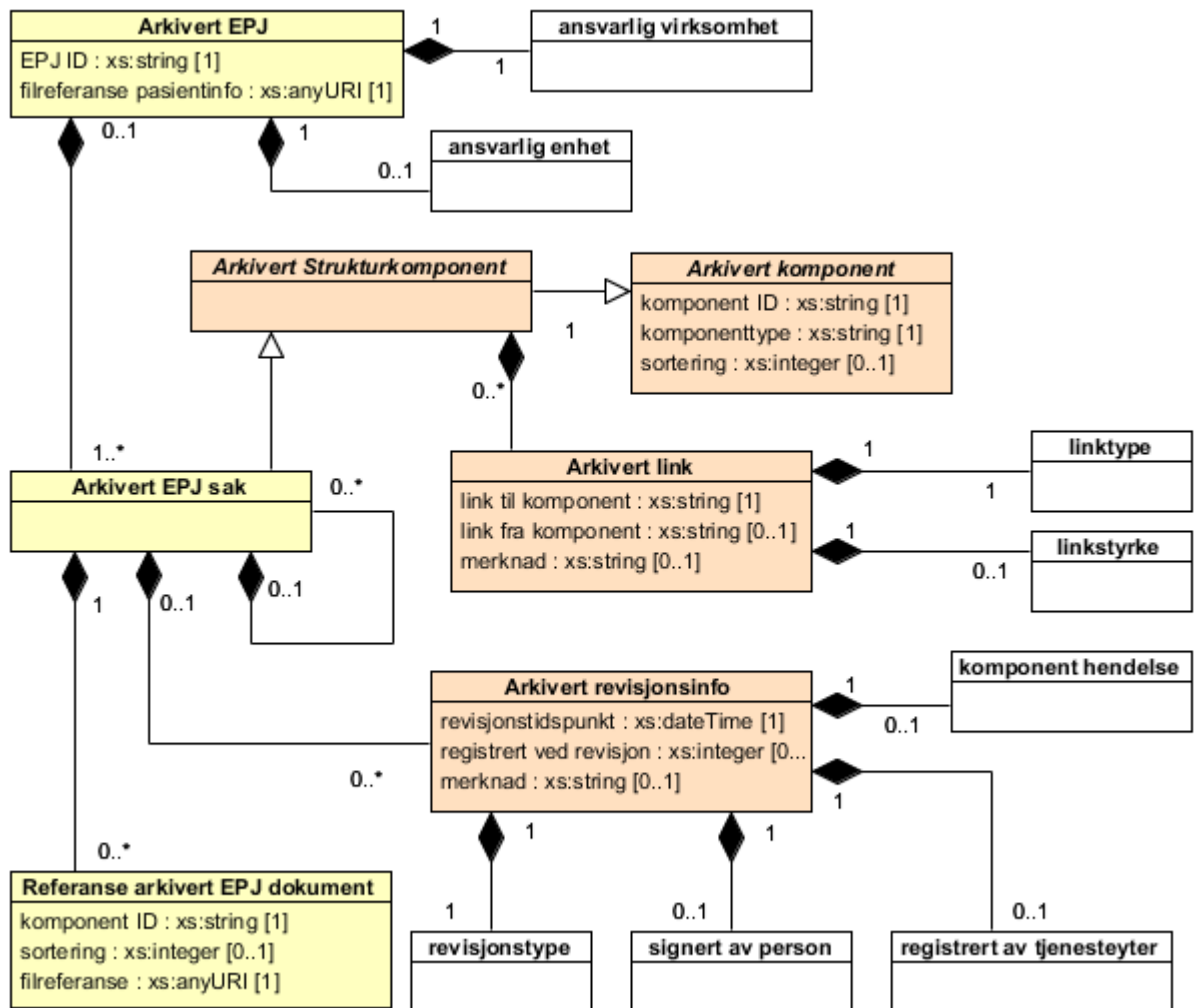 Arkivert EPJ
EPJ ID : xs:string [1]
filreferanse pasientinfo : xs:anyURI [1]
1
1
ansvarlig virksomhet
0..1
1
0..1
ansvarlig enhet
Arkivert Strukturkomponent
Arkivert komponent
komponent ID : xs:string [1]
komponenttype : xs:string [1]
sortering : xs:integer [0..1]
1
0..*
1..*
Arkivert EPJ sak
0..*
Arkivert link
link til komponent : xs:string [1]
link fra komponent : xs:string [0..1]
merknad : xs:string [0..1]
1
1
linktype
1
0..1
linkstyrke
1
0..1
0..1
Arkivert revisjonsinfo
revisjonstidspunkt : xs:dateTime [1]
registrert ved revisjon : xs:integer [0...
merknad : xs:string [0..1]
1
0..1
komponent hendelse
0..*
1
1
1
0..*
Referanse arkivert EPJ dokument
komponent ID : xs:string [1]
sortering : xs:integer [0..1]
filreferanse : xs:anyURI [1]
1
0..1
0..1
revisjonstype
signert av person
registrert av tjenesteyter